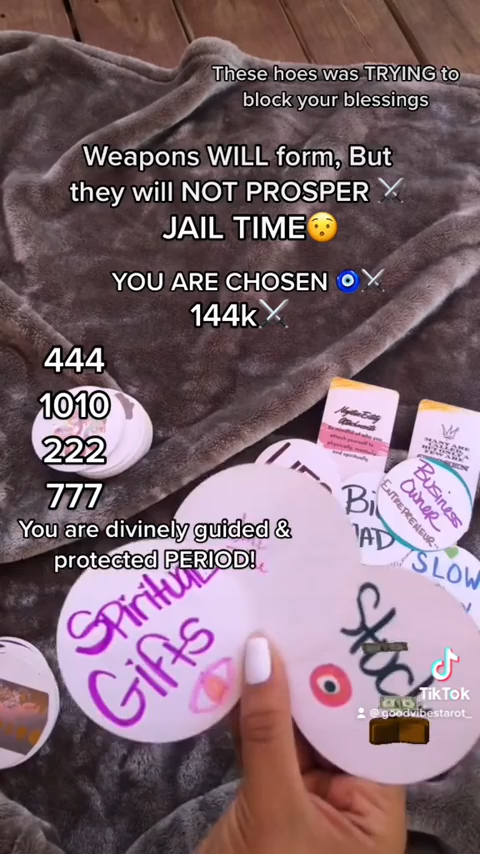 These hoes was TRYING to
block your blessings
Weapons WILL form, But
they will NOT PROSPER ⚔️
JAIL TIME😯
YOU ARE CHOSEN 🧿⚔️
144k⚔️
444
1010
222
777
You are divinely guided &
protected PERIOD!
Spiritual
Gifts
Business
Owner
ENTREPRENEUR
SLOW
TikTok
@goodvibestarot_